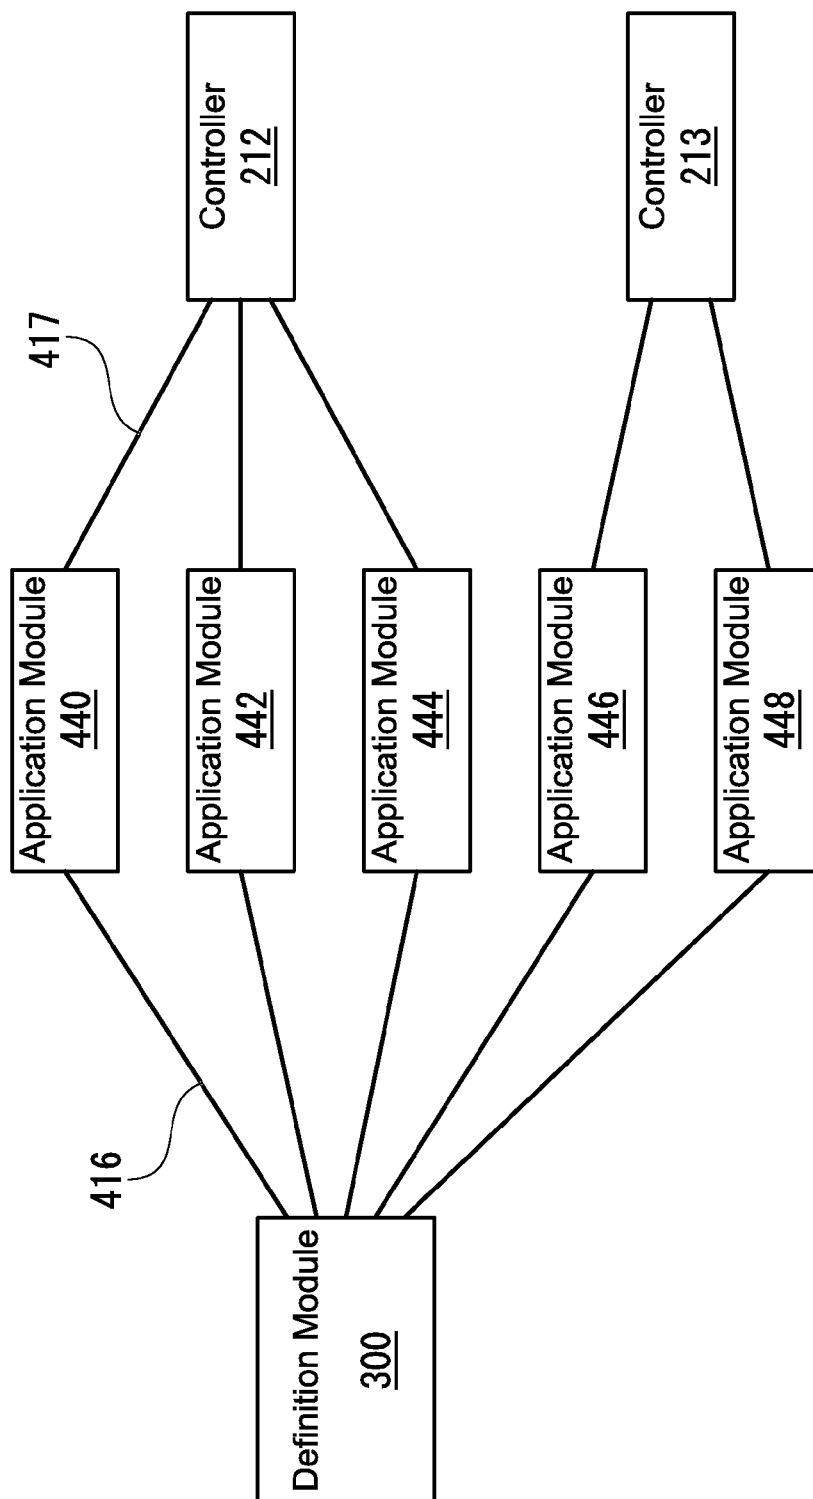 Definition Module
300
416
Application Module
440
Application Module
442
Application Module
444
Application Module
446
Application Module
448
417
Controller
212
Controller
213